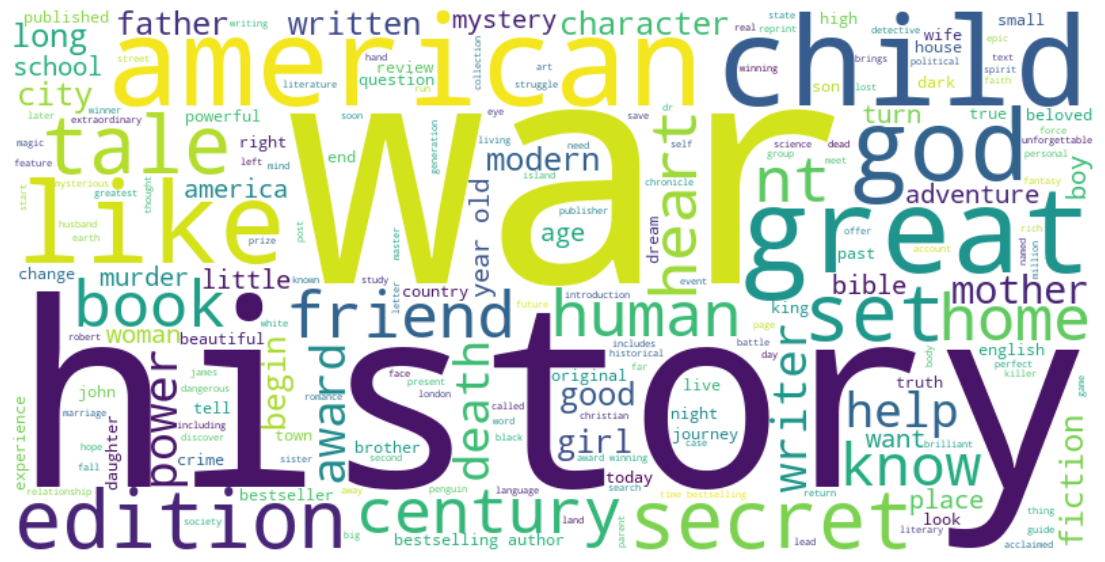 published
writing
father
written
mystery
character
high
state
reprint
small
long
american
child
real
detective
epic
wife
house
text
school
street
literature
review
question
collection
art
struggle
run
hand
winning
brings
political
spirit
faith
city
son
lost
dark
later
winner
extraordinary
powerful
tale
war
god
turn
true
beloved
force
unforgettable
personal
magic
feature
right
left
mind
end
soon
generation
living
eye
need
modern
island
heart
dr
self
save
science
dead
group
meet
nt
fantasy
boy
like
mysterious
greatest
thought
start
america
husband
earth
prize
post
master
year old
chronicle
publisher
age
dream
great
adventure
offer
rich
past
account
named
million
change
murder
little
known
study
letter
country
future
introduction
event
king
bible
mother
book
friend
human
set
home
page
white
robert
woman
beautiful
history
includes
historical
battle
day
writer
english
perfect
killer
body
game
john
james
dangerous
begin
romance
face
present
london
award
death
called
word
christian
original
good
far
live
night
journey
truth
help
marriage
including
discover
power
tell
town
hope
fall
daughter
crime
sister
brother
second
black
award winning
girl
case
today
want
brilliant
know
experience
relationship
edition
bestseller
society
away
big
penguin
language
century
bestselling author
search
land
parent
time bestselling
secret
return
lead
place
look
literary
fiction
thing
guide
acclaimed